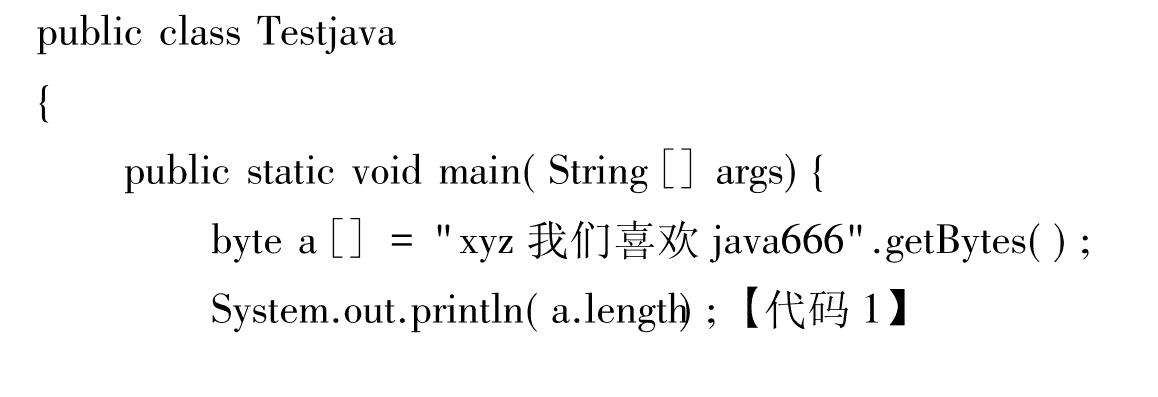 public class Testjava
{
public static void main( String [] args) {
byte a [] = "xyz 我们喜欢 java666".getBytes( ) ;
System.out.println( a.length) ;【代码 1】